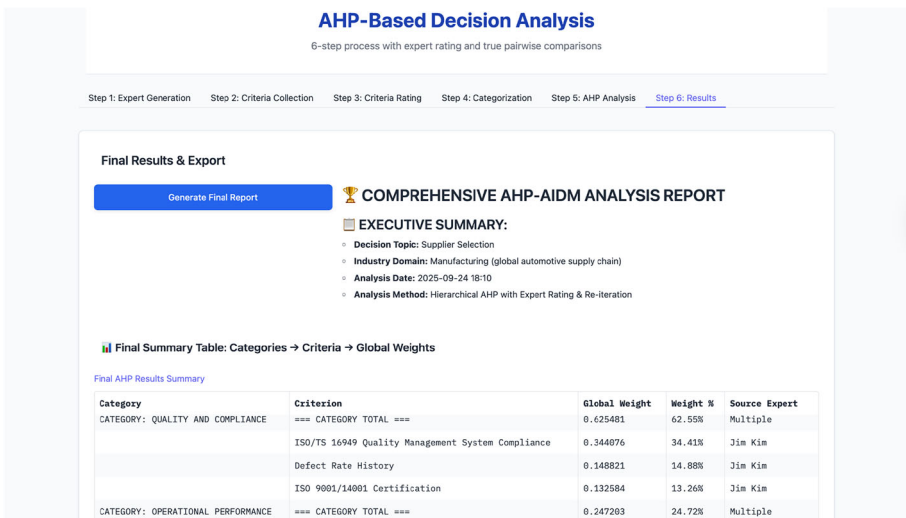 AHP-Based Decision Analysis
6-step process with expert rating and true pairwise comparisons
Step 1: Expert Generation Step 2: Criteria Collection Step 3: Criteria Rating Step 4: Categorization Step 5: AHP Analysis Step 6: Results
Final Results & Export
Generate Final Report
🏆 COMPREHENSIVE AHP-AIDM ANALYSIS REPORT
📋 EXECUTIVE SUMMARY:
Decision Topic: Supplier Selection
Industry Domain: Manufacturing (global automotive supply chain)
Analysis Date: 2025-09-24 18:10
Analysis Method: Hierarchical AHP with Expert Rating & Re-iteration
📊 Final Summary Table: Categories → Criteria → Global Weights
Final AHP Results Summary
Category Criterion Global Weight Weight % Source Expert
CATEGORY: QUALITY AND COMPLIANCE === CATEGORY TOTAL === 0.625481 62.55% Multiple
ISO/TS 16949 Quality Management System Compliance 0.344076 34.41% Jim Kim
Defect Rate History 0.148821 14.88% Jim Kim
ISO 9001/14001 Certification 0.132584 13.26% Jim Kim
CATEGORY: OPERATIONAL PERFORMANCE === CATEGORY TOTAL === 0.247203 24.72% Multiple